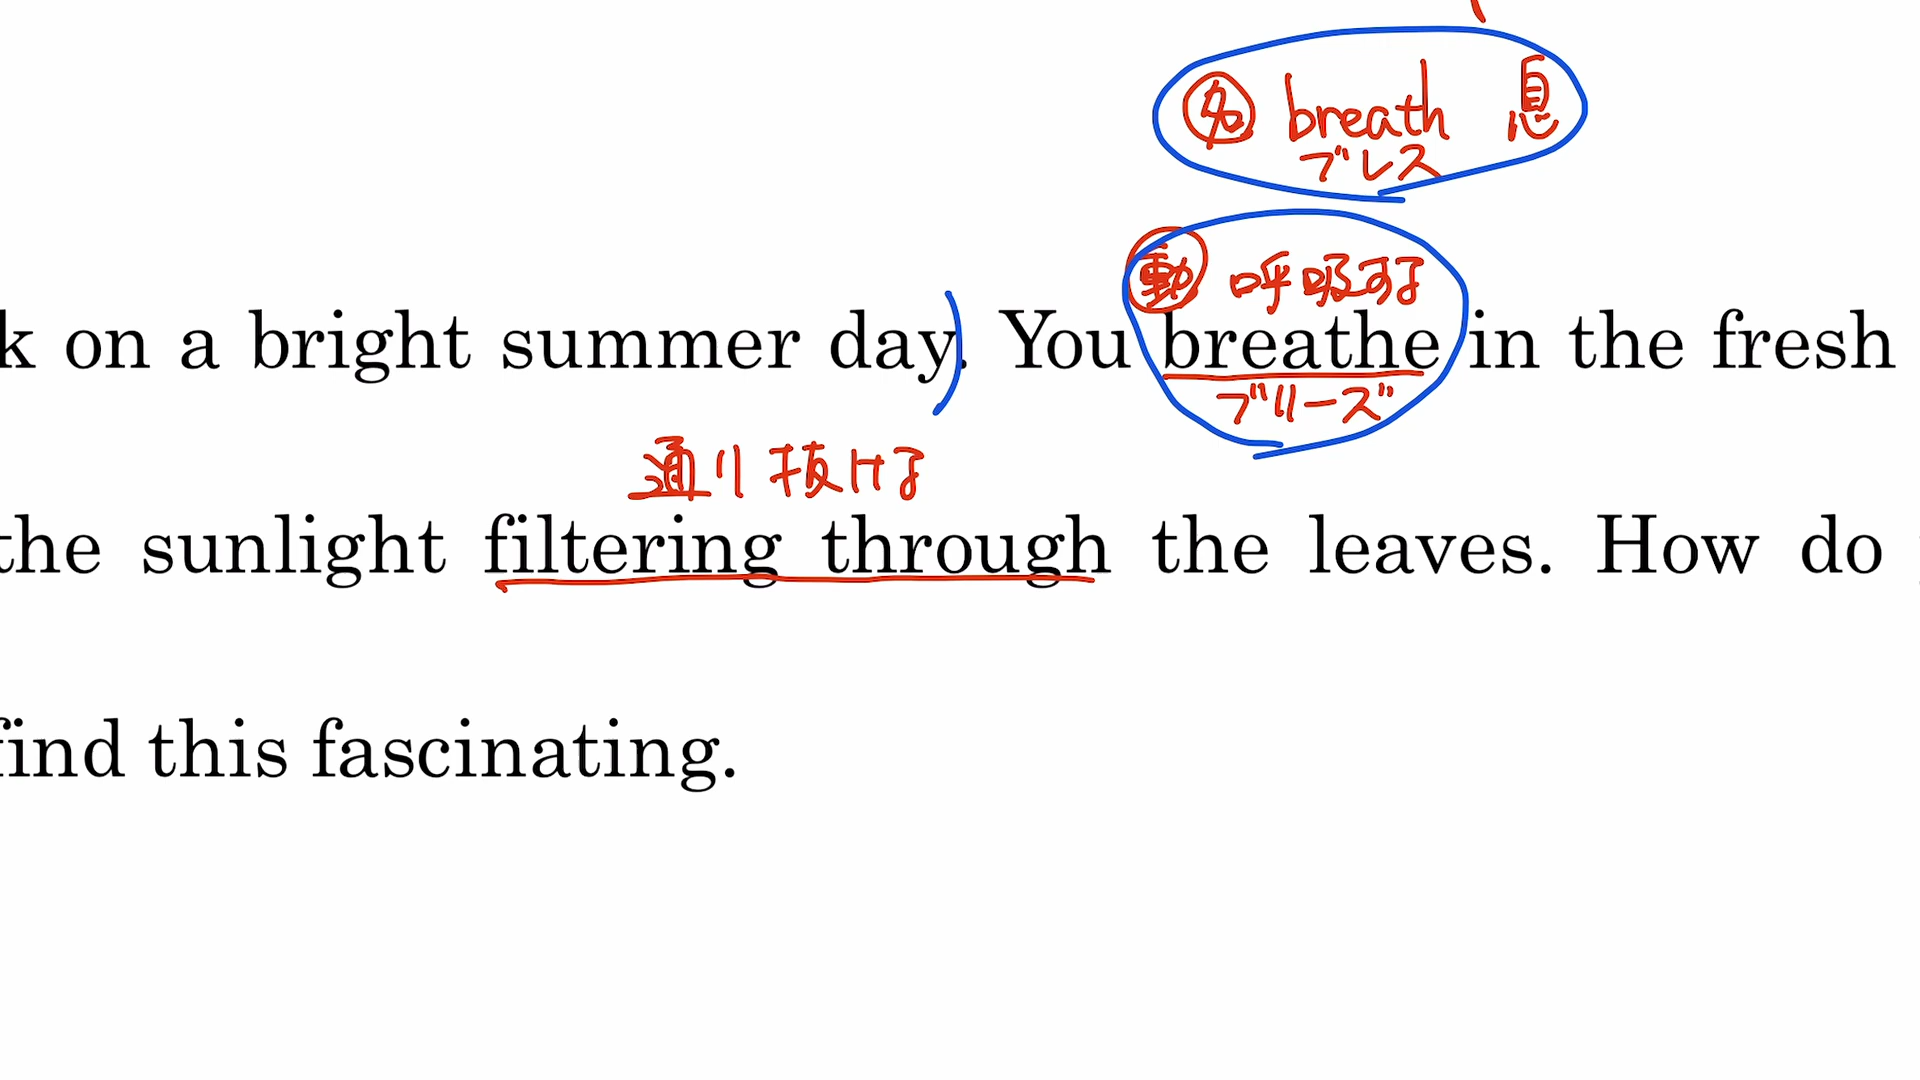 名 breath 息
ブレス
動 呼吸する
k on a bright summer day. You breathe in the fresh
ブリーズ
通り抜ける
the sunlight filtering through the leaves. How do
find this fascinating.